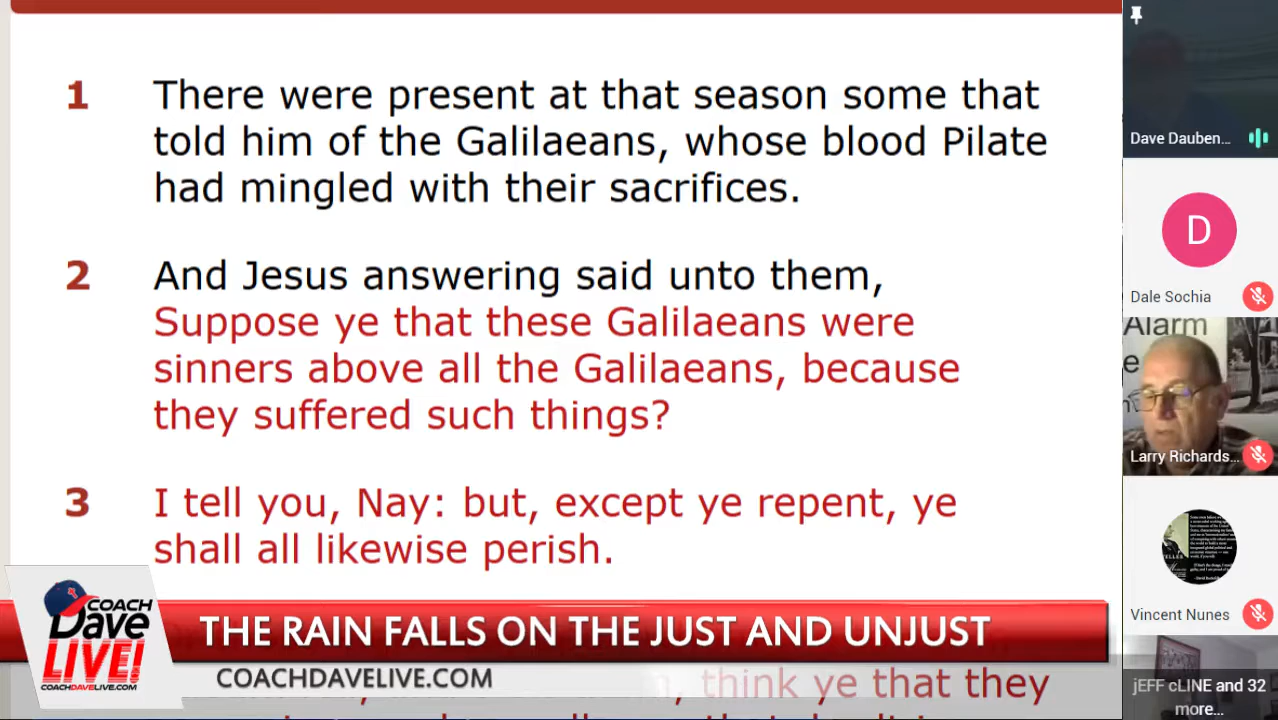 1 There were present at that season some that
told him of the Galilaeans, whose blood Pilate
had mingled with their sacrifices.
2 And Jesus answering said unto them,
Suppose ye that these Galilaeans were
sinners above all the Galilaeans, because
they suffered such things?
3 I tell you, Nay: but, except ye repent, ye
shall all likewise perish.
COACH
Dave
LIVE!
COACHDAVELIVE.COM
THE RAIN FALLS ON THE JUST AND UNJUST
COACHDAVELIVE.COM
think ye that they
Dave Dauben...
D
Dale Sochia
Alarm
Larry Richards...
Vincent Nunes
jEFF cLINE and 32
more...